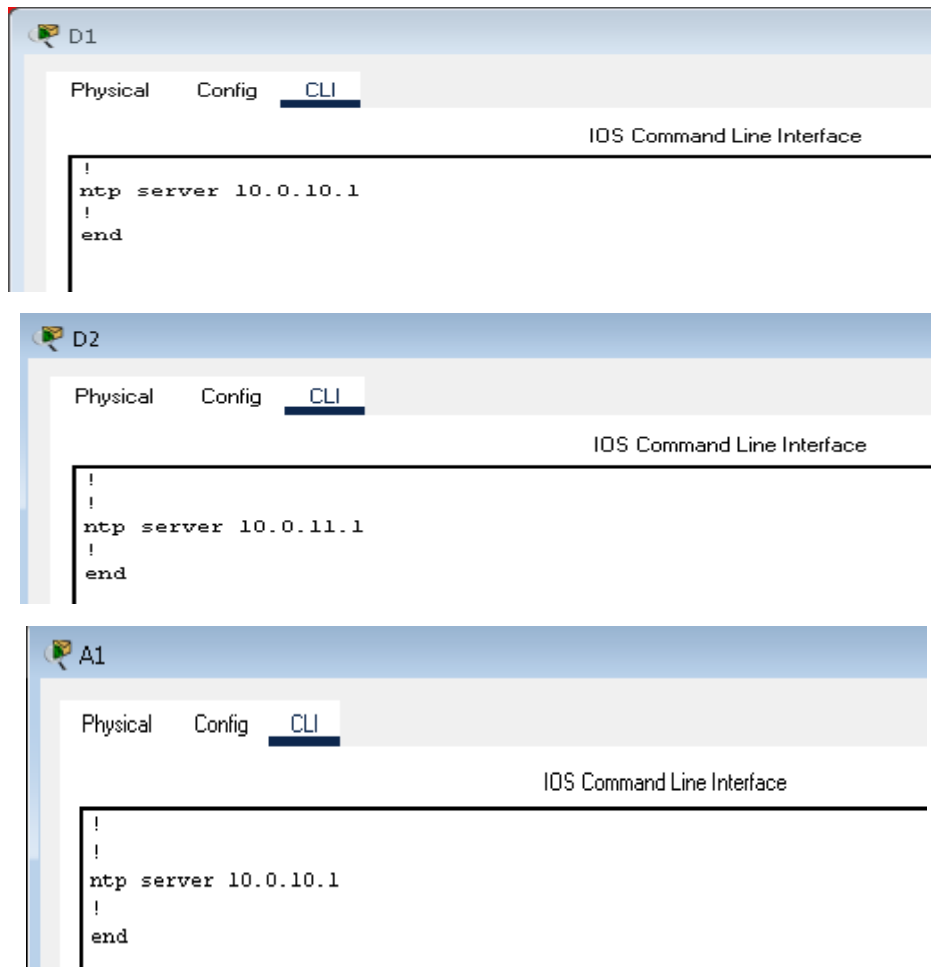 D1
Physical Config CLI
IOS Command Line Interface
!
ntp server 10.0.10.1
!
end
D2
Physical Config CLI
IOS Command Line Interface
!
!
ntp server 10.0.11.1
!
end
A1
Physical Config CLI
IOS Command Line Interface
!
!
ntp server 10.0.10.1
!
end